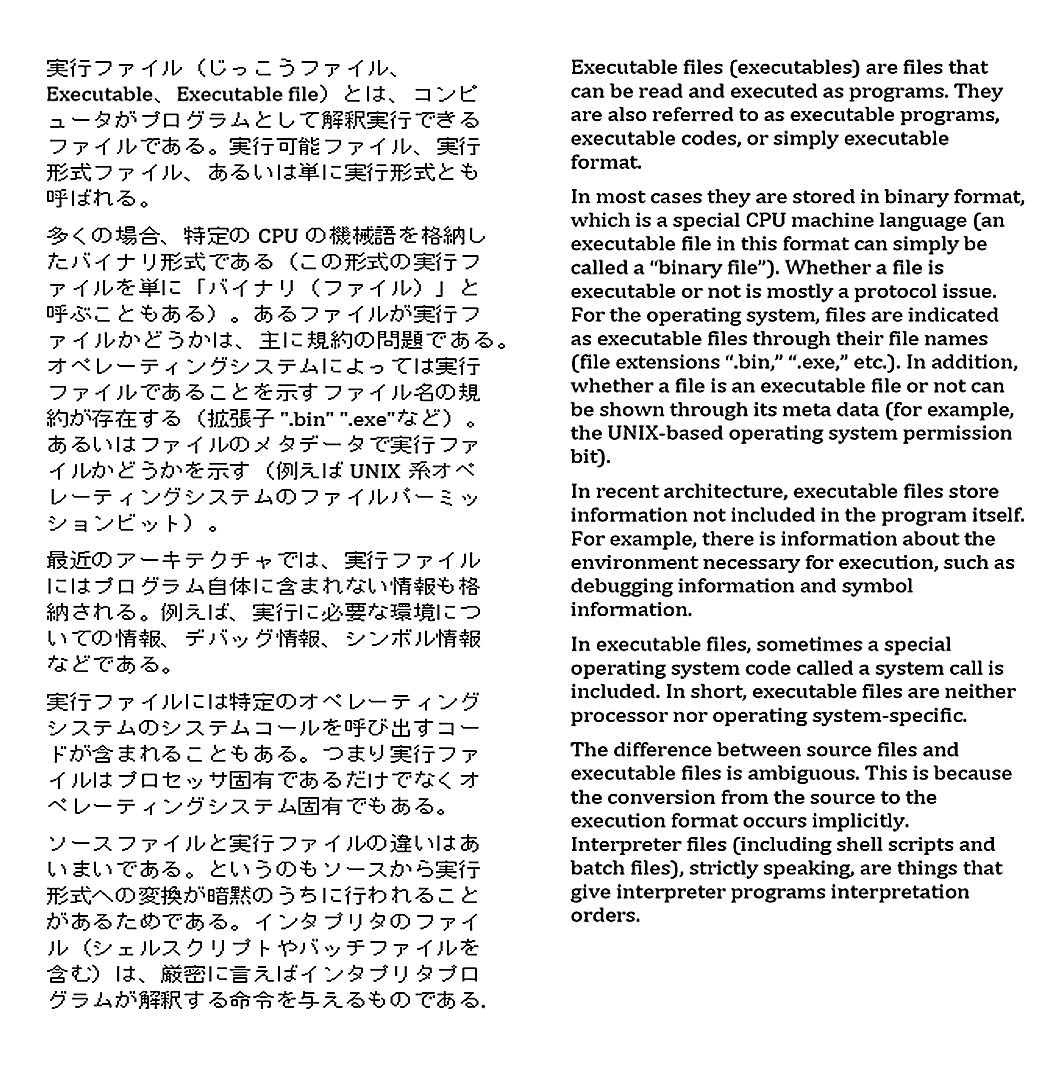 実行ファイル（じっこうファイル、
Executable、Executable file）とは、コンピ
ュータがプログラムとして解釈実行できる
ファイルである。実行可能ファイル、実行
形式ファイル、あるいは単に実行形式とも
呼ばれる。
多くの場合、特定の CPU の機械語を格納し
たバイナリ形式である（この形式の実行フ
ァイルを単に「バイナリ（ファイル）」と
呼ぶこともある）。あるファイルが実行フ
ァイルかどうかは、主に規約の問題である。
オペレーティングシステムによっては実行
ファイルであることを示すファイル名の規
約が存在する（拡張子 ".bin" ".exe"など）。
あるいはファイルのメタデータで実行ファ
イルかどうかを示す（例えば UNIX 系オペ
レーティングシステムのファイルパーミッ
ションビット）。
最近のアーキテクチャでは、実行ファイル
にはプログラム自体に含まれない情報も格
納される。例えば、実行に必要な環境につ
いての情報、デバッグ情報、シンボル情報
などである。
実行ファイルには特定のオペレーティング
システムのシステムコールを呼び出すコー
ドが含まれることもある。つまり実行ファ
イルはプロセッサ固有であるだけでなくオ
ペレーティングシステム固有でもある。
ソースファイルと実行ファイルの違いはあ
いまいである。というのもソースから実行
形式への変換が暗黙のうちに行われること
があるためである。インタプリタのファイ
ル（シェルスクリプトやバッチファイルを
含む）は、厳密に言えばインタプリタプロ
グラムが解釈する命令を与えるものである.
Executable files (executables) are files that
can be read and executed as programs. They
are also referred to as executable programs,
executable codes, or simply executable
format.
In most cases they are stored in binary format,
which is a special CPU machine language (an
executable file in this format can simply be
called a “binary file”). Whether a file is
executable or not is mostly a protocol issue.
For the operating system, files are indicated
as executable files through their file names
(file extensions “.bin,” “.exe,” etc.). In addition,
whether a file is an executable file or not can
be shown through its meta data (for example,
the UNIX-based operating system permission
bit).
In recent architecture, executable files store
information not included in the program itself.
For example, there is information about the
environment necessary for execution, such as
debugging information and symbol
information.
In executable files, sometimes a special
operating system code called a system call is
included. In short, executable files are neither
processor nor operating system-specific.
The difference between source files and
executable files is ambiguous. This is because
the conversion from the source to the
execution format occurs implicitly.
Interpreter files (including shell scripts and
batch files), strictly speaking, are things that
give interpreter programs interpretation
orders.